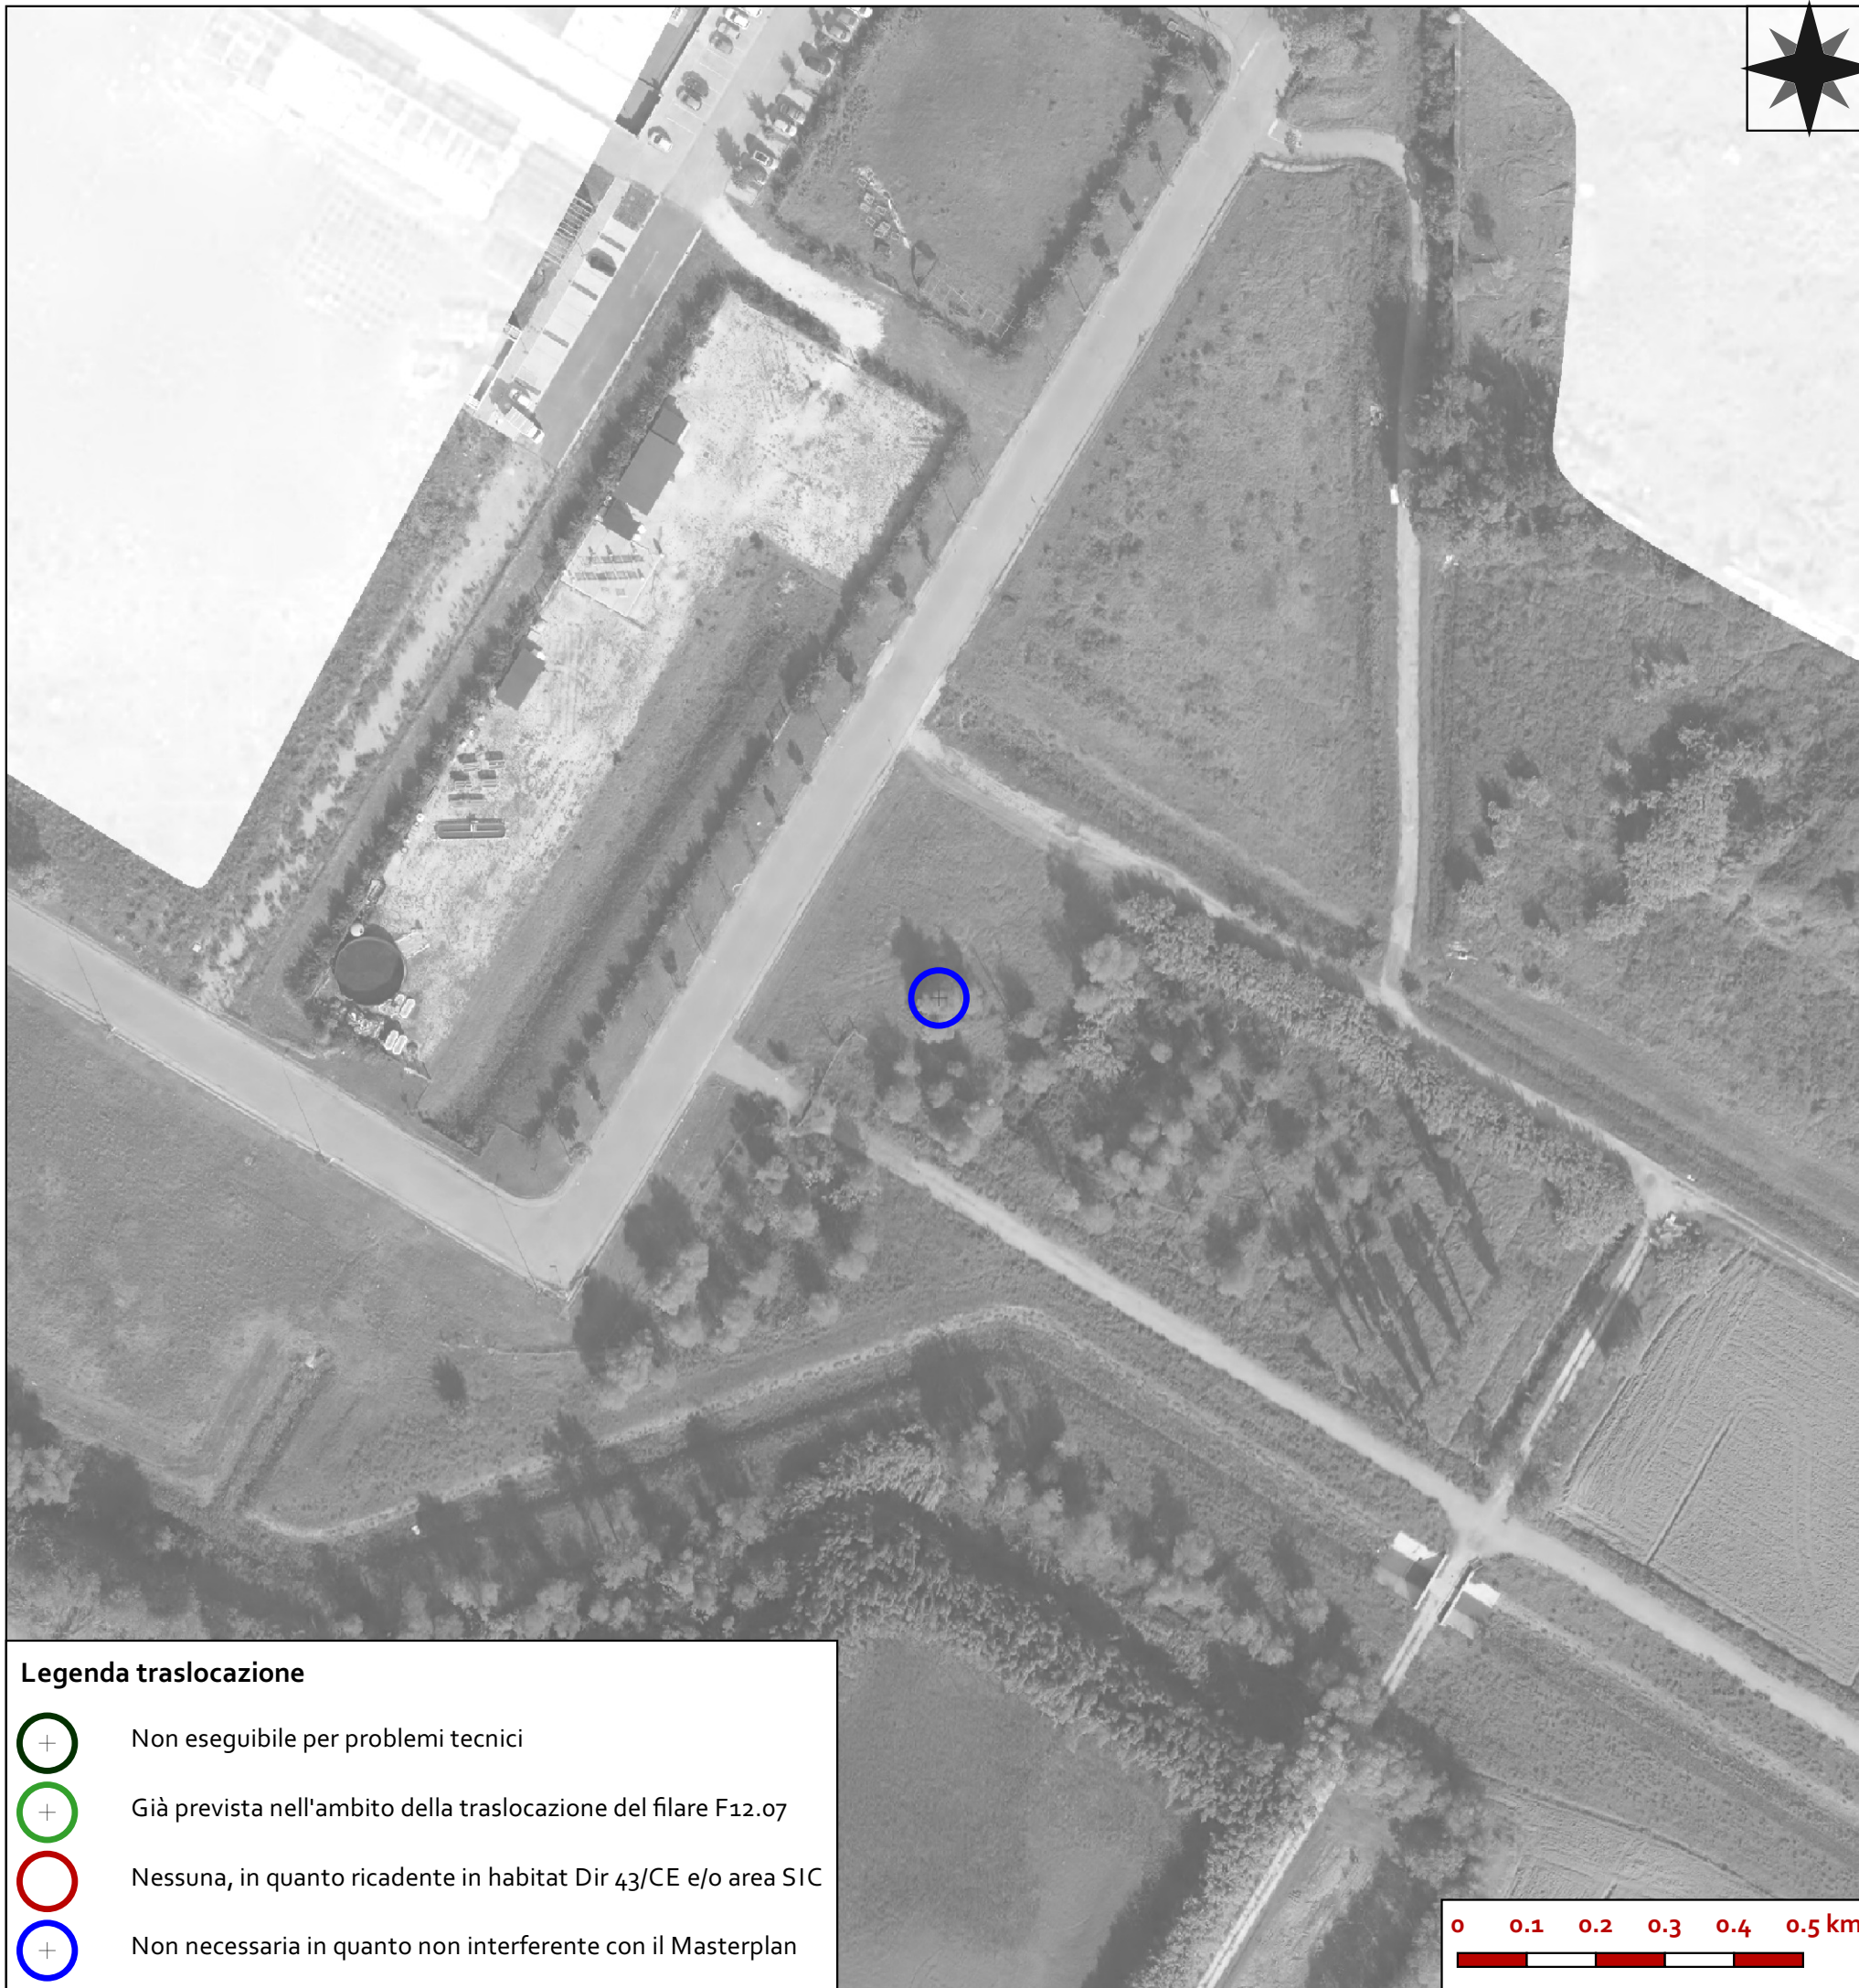 Legenda traslocazione
Non eseguibile per problemi tecnici
Già prevista nell'ambito della traslocazione del filare F12.07
Nessuna, in quanto ricadente in habitat Dir 43/CE e/o area SIC
Non necessaria in quanto non interferente con il Masterplan
0 0.1 0.2 0.3 0.4 0.5 km